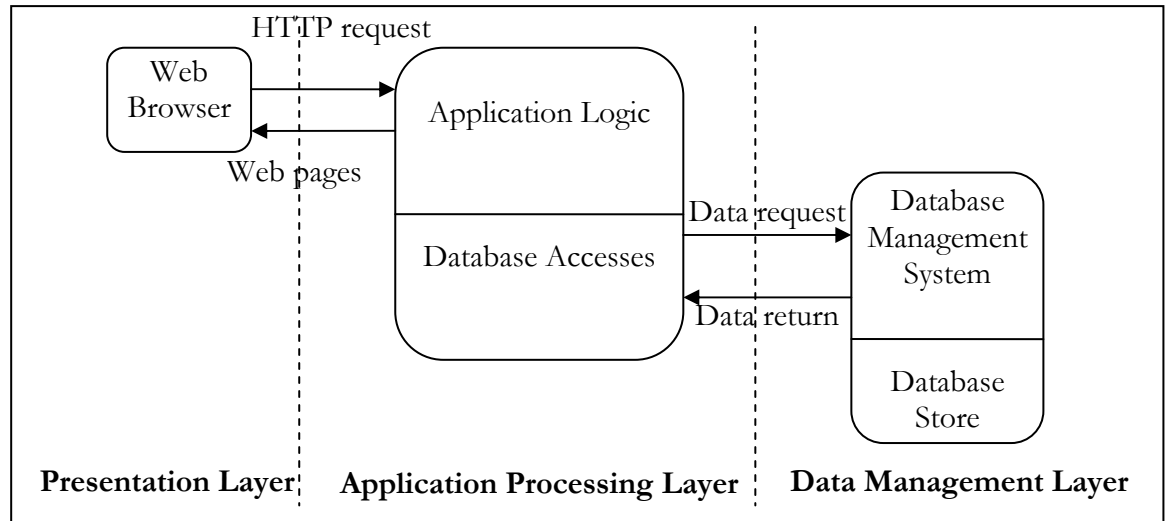 HTTP request
Web
Browser
Web pages
Application Logic
Database Accesses
Data request
Data return
Database
Management
System
Database
Store
Presentation Layer
Application Processing Layer
Data Management Layer